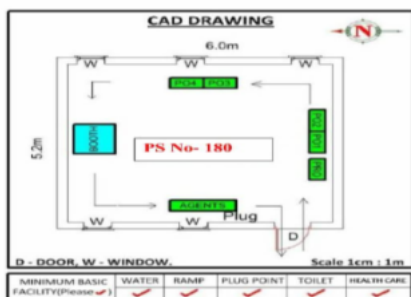 CAD DRAWING
6.0m
N
W W W
PO4 PO3
5.2m
BOOTH
PO2
PO1
PRO
PS No- 180
AGENTS
Plug
W W
D
D - DOOR, W - WINDOW.
Scale 1cm : 1m
MINIMUM BASIC FACILITY(Please✓)
WATER
RAMP
PLUG POINT
TOILET
HEALTH CARE
✓ ✓ ✓ ✓ ✓